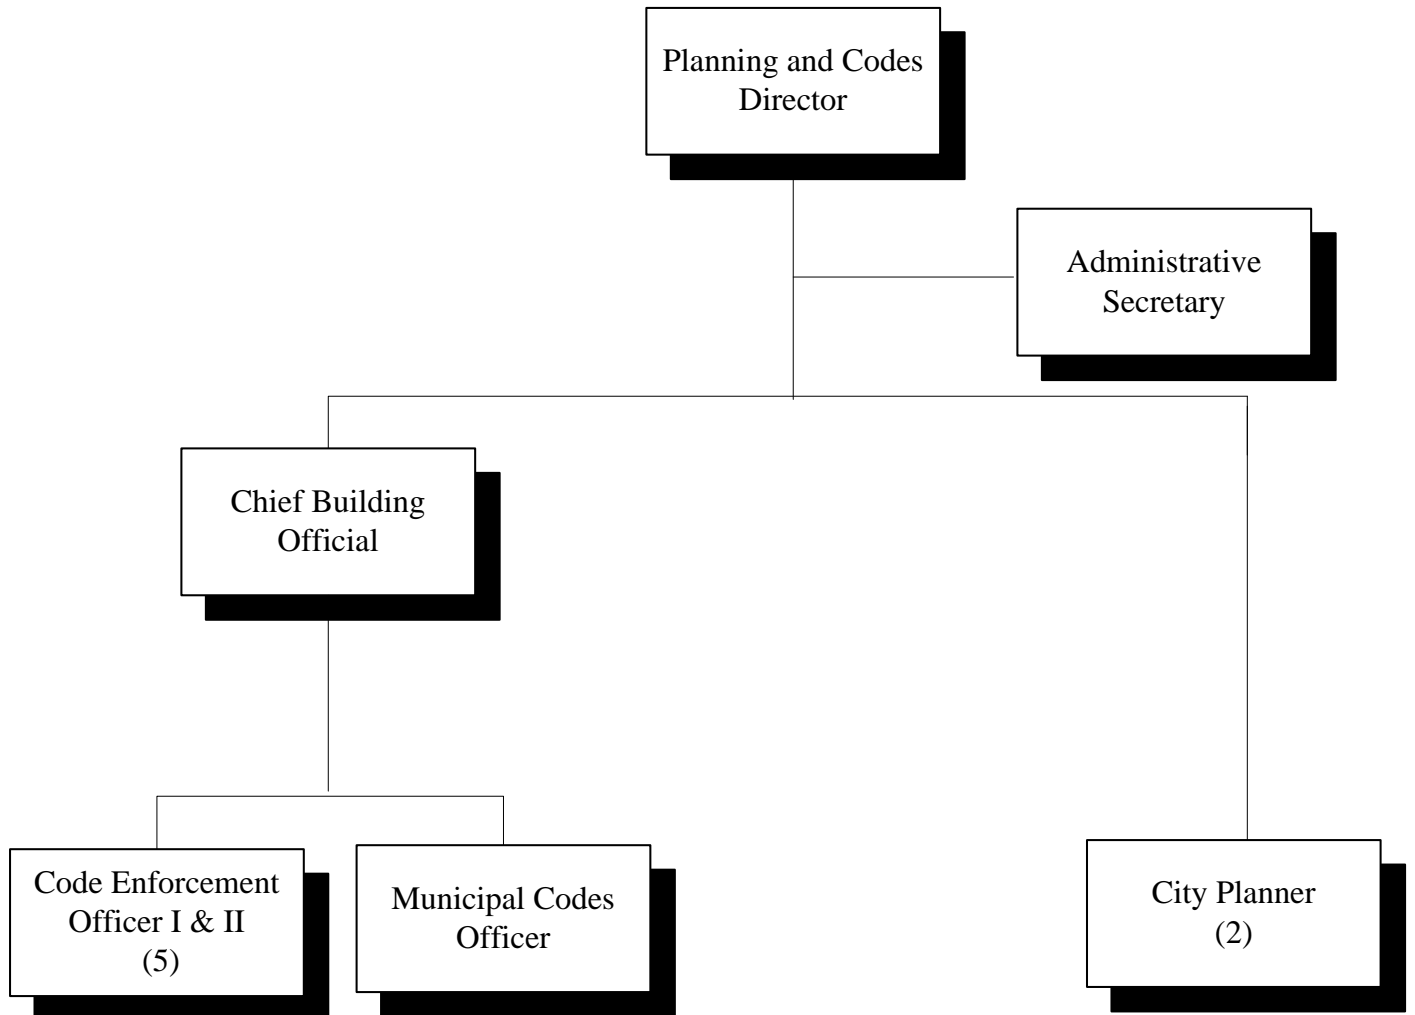 Planning and Codes
Director
Administrative
Secretary
Chief Building
Official
Code Enforcement
Officer I & II
(5)
Municipal Codes
Officer
City Planner
(2)